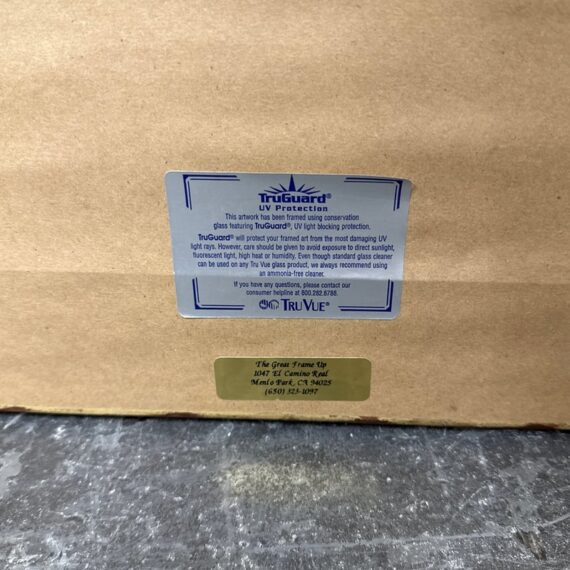 TruGuard®
UV Protection
This artwork has been framed using conservation
glass featuring TruGuard®, UV light blocking protection.
TruGuard® will protect your framed art from the most damaging UV
light rays. However, care should be given to avoid exposure to direct sunlight,
fluorescent light, high heat or humidity. Even though standard glass cleaner
can be used on any Tru Vue glass product, we always recommend using
an ammonia-free cleaner.
If you have any questions, please contact our
consumer helpline at 800.282.8788.
TRU VUE®
The Great Frame Up
1047 El Camino Real
Menlo Park, CA 94025
(650) 323-1097